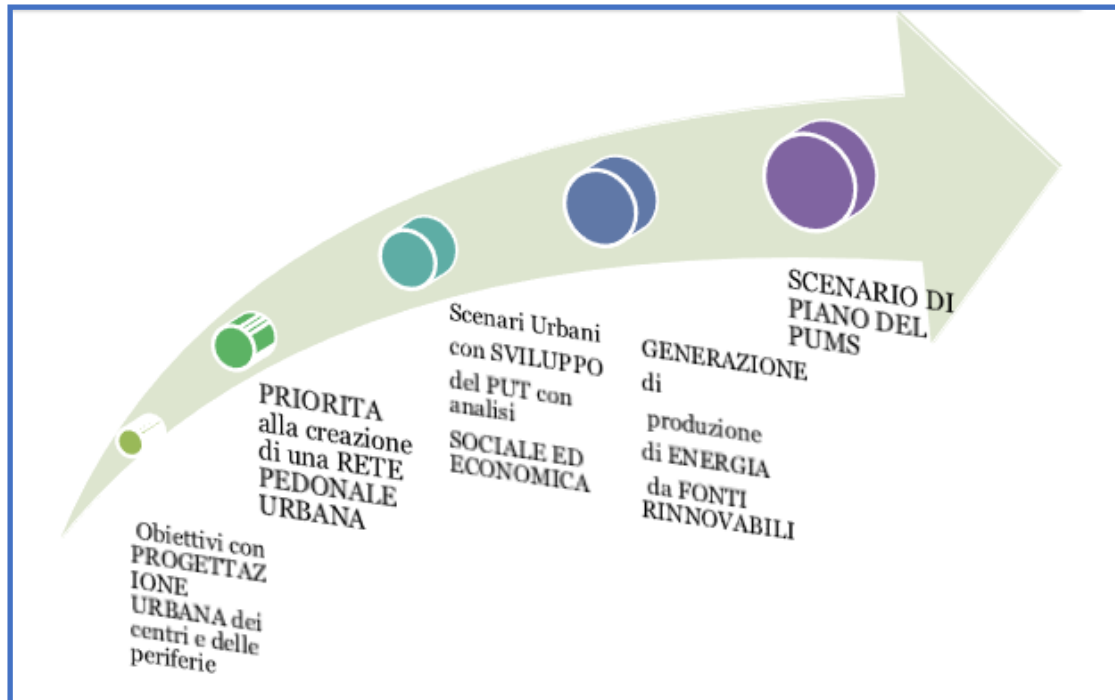 Obiettivi con
PROGETTAZ
IONE
URBANA dei
centri e delle
periferie
PRIORITA
alla creazione
di una RETE
PEDONALE
URBANA
Scenari Urbani
con SVILUPPO
del PUT con
analisi
SOCIALE ED
ECONOMICA
GENERAZIONE
di
produzione
di ENERGIA
da FONTI
RINNOVABILI
SCENARIO DI
PIANO DEL
PUMS